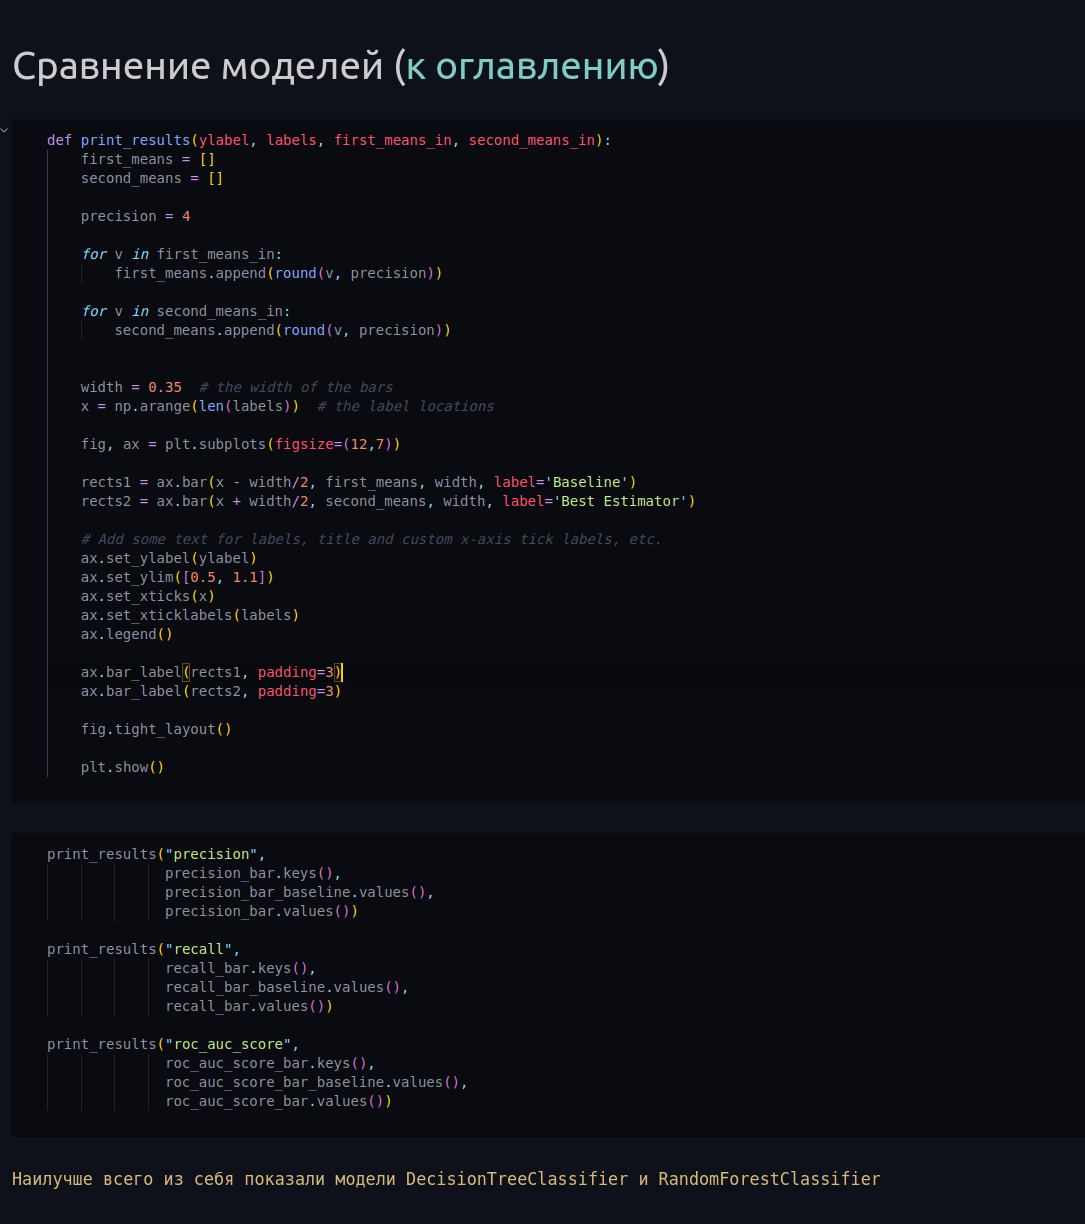 Сравнение моделей (к оглавлению)
def print_results(ylabel, labels, first_means_in, second_means_in):
    first_means = []
    second_means = []

    precision = 4

    for v in first_means_in:
        first_means.append(round(v, precision))

    for v in second_means_in:
        second_means.append(round(v, precision))


    width = 0.35  # the width of the bars
    x = np.arange(len(labels))  # the label locations

    fig, ax = plt.subplots(figsize=(12,7))

    rects1 = ax.bar(x - width/2, first_means, width, label='Baseline')
    rects2 = ax.bar(x + width/2, second_means, width, label='Best Estimator')

    # Add some text for labels, title and custom x-axis tick labels, etc.
    ax.set_ylabel(ylabel)
    ax.set_ylim([0.5, 1.1])
    ax.set_xticks(x)
    ax.set_xticklabels(labels)
    ax.legend()

    ax.bar_label(rects1, padding=3)
    ax.bar_label(rects2, padding=3)

    fig.tight_layout()

    plt.show()

print_results("precision",
              precision_bar.keys(),
              precision_bar_baseline.values(),
              precision_bar.values())

print_results("recall",
              recall_bar.keys(),
              recall_bar_baseline.values(),
              recall_bar.values())

print_results("roc_auc_score",
              roc_auc_score_bar.keys(),
              roc_auc_score_bar_baseline.values(),
              roc_auc_score_bar.values())

Наилучше всего из себя показали модели DecisionTreeClassifier и RandomForestClassifier